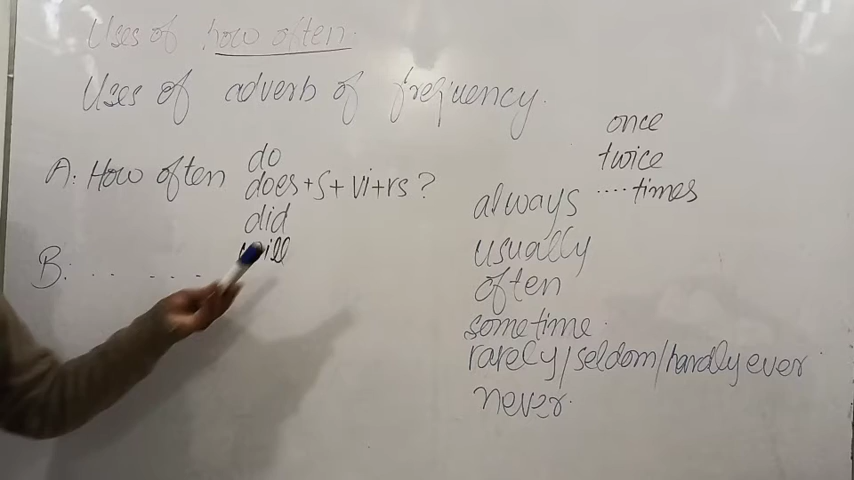 Uses of how often.
Uses of adverb of frequency.
A: How often do
does+S+Vi+rs?
did
will
B: .. ...
once
twice
....times
always
usually
often
sometime.
rarely/seldom/hardly ever
never.